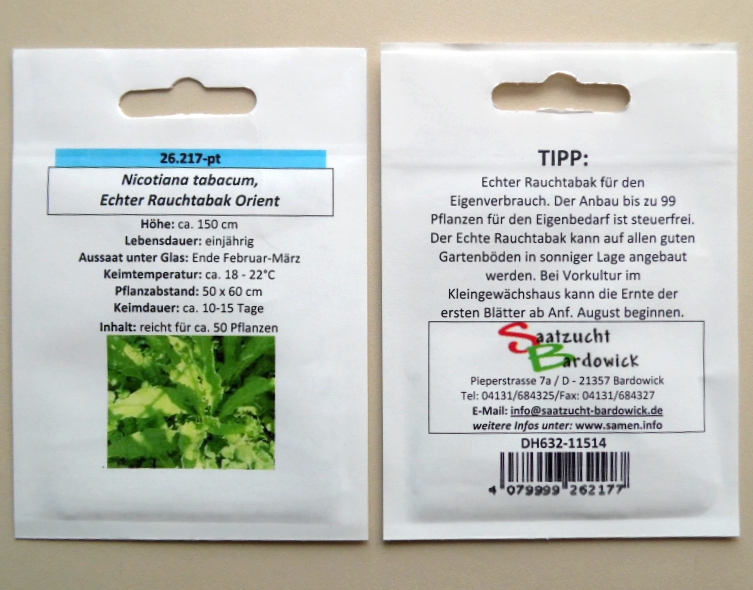 26.217-pt
Nicotiana tabacum,
Echter Rauchtabak Orient
Höhe: ca. 150 cm
Lebensdauer: einjährig
Aussaat unter Glas: Ende Februar-März
Keimtemperatur: ca. 18 - 22°C
Pflanzabstand: 50 x 60 cm
Keimdauer: ca. 10-15 Tage
Inhalt: reicht für ca. 50 Pflanzen
TIPP:
Echter Rauchtabak für den
Eigenverbrauch. Der Anbau bis zu 99
Pflanzen für den Eigenbedarf ist steuerfrei.
Der Echte Rauchtabak kann auf allen guten
Gartenböden in sonniger Lage angebaut
werden. Bei Vorkultur im
Kleingewächshaus kann die Ernte der
ersten Blätter ab Anf. August beginnen.
Saatzucht
Bardowick
Pieperstrasse 7a / D - 21357 Bardowick
Tel: 04131/684325/Fax: 04131/684327
E-Mail: info@saatzucht-bardowick.de
weitere Infos unter: www.samen.info
DH632-11514
4 079999 262177